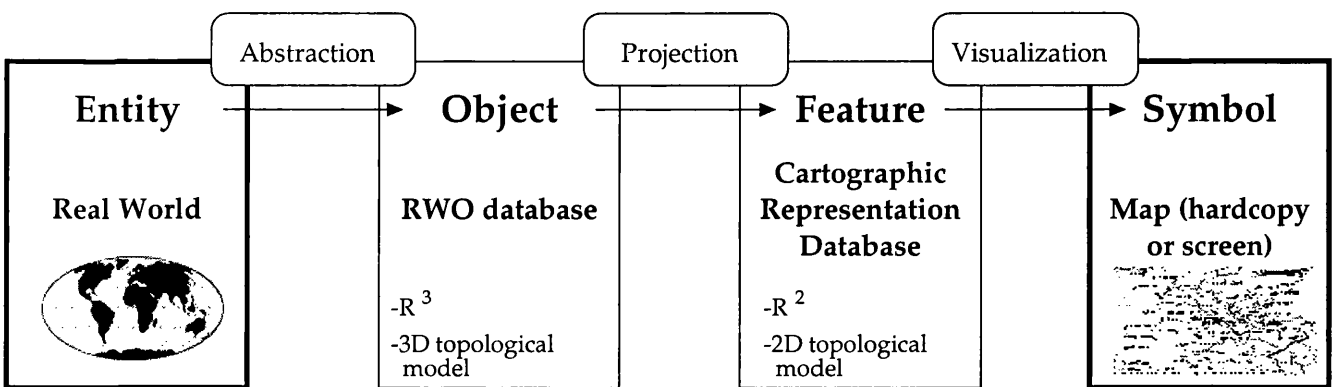 Abstraction
Projection
Visualization
Entity
Object
Feature
Symbol
Real World
RWO database
-R 3
-3D topological
model
Cartographic
Representation
Database
-R 2
-2D topological
model
Map (hardcopy
or screen)